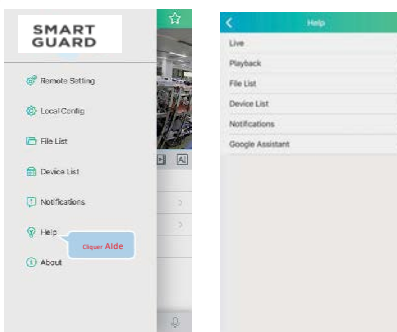 SMART
GUARD
Remote Setting
Local Config
File List
Device List
Notifications
Help
Cliquer Aide
About
AI
Help
Live
Playback
File List
Device List
Notifications
Google Assistant